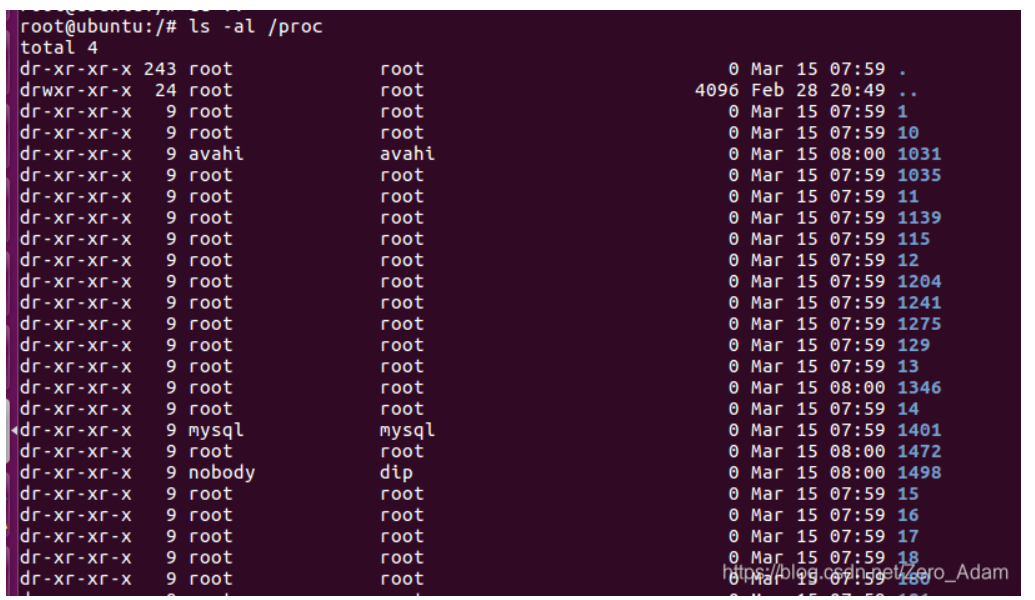 root@ubuntu:/# ls -al /proc
total 4
dr-xr-xr-x 243 root root 0 Mar 15 07:59 .
drwxr-xr-x 24 root root 4096 Feb 28 20:49 ..
dr-xr-xr-x 9 root root 0 Mar 15 07:59 1
dr-xr-xr-x 9 root root 0 Mar 15 07:59 10
dr-xr-xr-x 9 avahi avahi 0 Mar 15 08:00 1031
dr-xr-xr-x 9 root root 0 Mar 15 07:59 1035
dr-xr-xr-x 9 root root 0 Mar 15 07:59 11
dr-xr-xr-x 9 root root 0 Mar 15 07:59 1139
dr-xr-xr-x 9 root root 0 Mar 15 07:59 115
dr-xr-xr-x 9 root root 0 Mar 15 07:59 12
dr-xr-xr-x 9 root root 0 Mar 15 07:59 1204
dr-xr-xr-x 9 root root 0 Mar 15 07:59 1241
dr-xr-xr-x 9 root root 0 Mar 15 07:59 1275
dr-xr-xr-x 9 root root 0 Mar 15 07:59 129
dr-xr-xr-x 9 root root 0 Mar 15 07:59 13
dr-xr-xr-x 9 root root 0 Mar 15 08:00 1346
dr-xr-xr-x 9 root root 0 Mar 15 07:59 14
dr-xr-xr-x 9 mysql mysql 0 Mar 15 07:59 1401
dr-xr-xr-x 9 root root 0 Mar 15 08:00 1472
dr-xr-xr-x 9 nobody dip 0 Mar 15 08:00 1498
dr-xr-xr-x 9 root root 0 Mar 15 07:59 15
dr-xr-xr-x 9 root root 0 Mar 15 07:59 16
dr-xr-xr-x 9 root root 0 Mar 15 07:59 17
dr-xr-xr-x 9 root root 0 Mar 15 07:59 18
dr-xr-xr-x 9 root root 0 Mar 15 07:59 180
https://blog.csdn.net/Zero_Adam